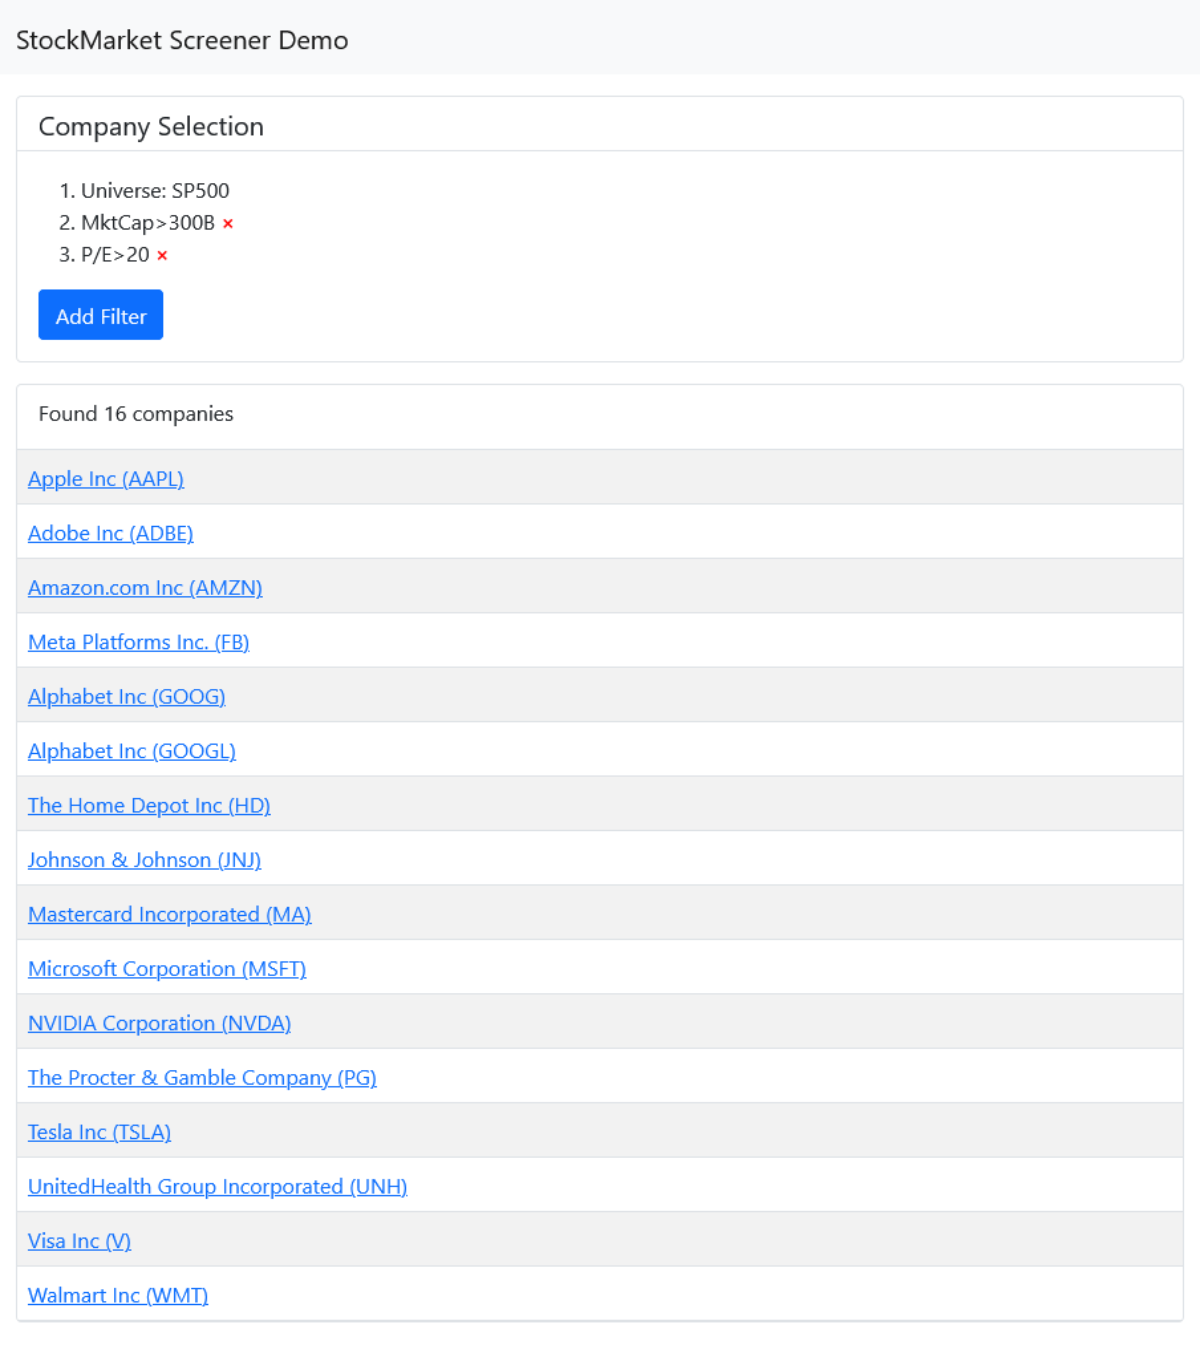 StockMarket Screener Demo
Company Selection
1. Universe: SP500
2. MktCap>300B ×
3. P/E>20 ×
Add Filter
Found 16 companies
Apple Inc (AAPL)
Adobe Inc (ADBE)
Amazon.com Inc (AMZN)
Meta Platforms Inc. (FB)
Alphabet Inc (GOOG)
Alphabet Inc (GOOGL)
The Home Depot Inc (HD)
Johnson & Johnson (JNJ)
Mastercard Incorporated (MA)
Microsoft Corporation (MSFT)
NVIDIA Corporation (NVDA)
The Procter & Gamble Company (PG)
Tesla Inc (TSLA)
UnitedHealth Group Incorporated (UNH)
Visa Inc (V)
Walmart Inc (WMT)